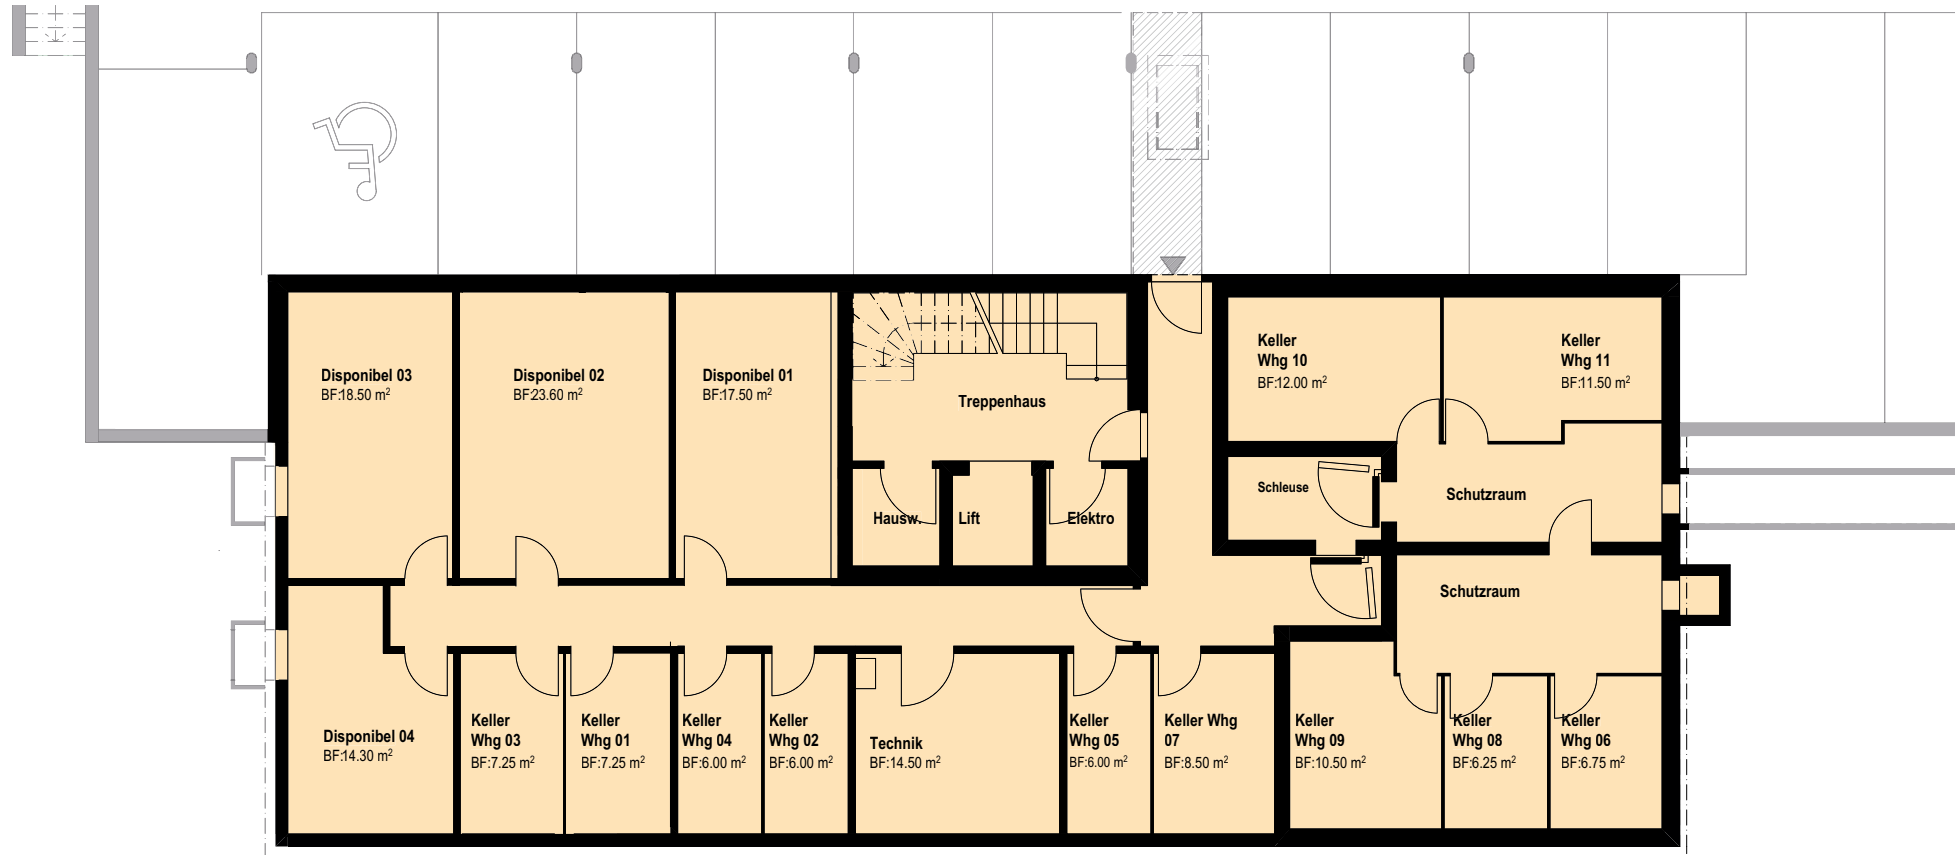 Disponibel 03
BF:18.50 m²
Disponibel 02
BF:23.60 m²
Disponibel 01
BF:17.50 m²
Treppenhaus
Keller
Whg 10
BF:12.00 m²
Keller
Whg 11
BF:11.50 m²
Hausw.
Lift
Elektro
Schleuse
Schutzraum
Schutzraum
Disponibel 04
BF:14.30 m²
Keller
Whg 03
BF:7.25 m²
Keller
Whg 01
BF:7.25 m²
Keller
Whg 04
BF:6.00 m²
Keller
Whg 02
BF:6.00 m²
Technik
BF:14.50 m²
Keller
Whg 05
BF:6.00 m²
Keller Whg
07
BF:8.50 m²
Keller
Whg 09
BF:10.50 m²
Keller
Whg 08
BF:6.25 m²
Keller
Whg 06
BF:6.75 m²